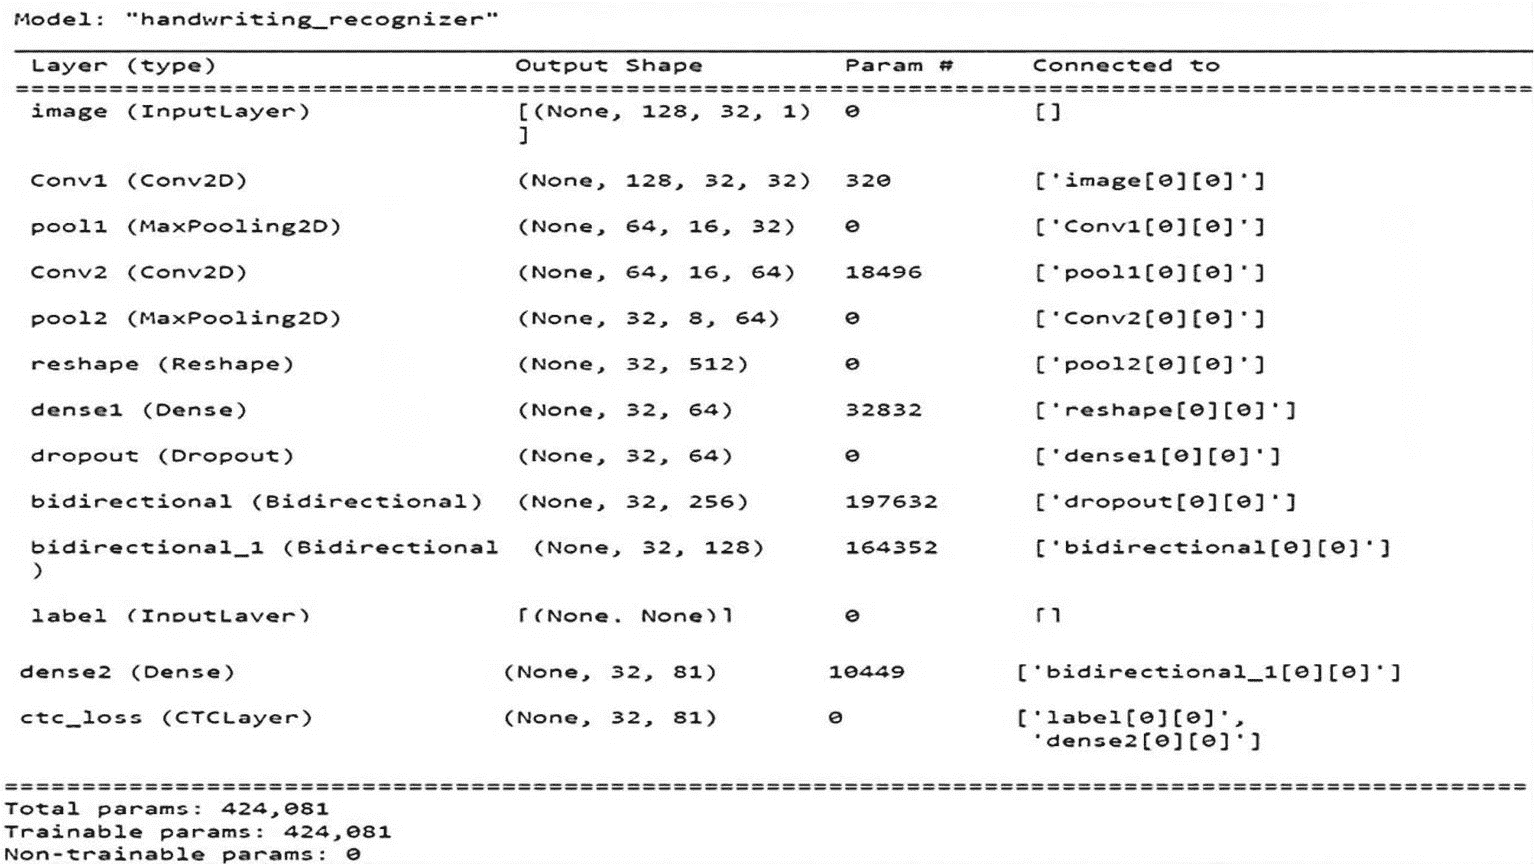 Model: "handwriting_recognizer"
Layer (type) Output Shape Param # Connected to
image (InputLayer) [(None, 128, 32, 1) 0 []
]
Conv1 (Conv2D) (None, 128, 32, 32) 320 ['image[0][0]']
pool1 (MaxPooling2D) (None, 64, 16, 32) 0 ['Conv1[0][0]']
Conv2 (Conv2D) (None, 64, 16, 64) 18496 ['pool1[0][0]']
pool2 (MaxPooling2D) (None, 32, 8, 64) 0 ['Conv2[0][0]']
reshape (Reshape) (None, 32, 512) 0 ['pool2[0][0]']
dense1 (Dense) (None, 32, 64) 32832 ['reshape[0][0]']
dropout (Dropout) (None, 32, 64) 0 ['dense1[0][0]']
bidirectional (Bidirectional) (None, 32, 256) 197632 ['dropout[0][0]']
bidirectional_1 (Bidirectional (None, 32, 128) 164352 ['bidirectional[0][0]']
)
label (InputLayer) [(None, None)] 0 []
dense2 (Dense) (None, 32, 81) 10449 ['bidirectional_1[0][0]']
ctc_loss (CTCLayer) (None, 32, 81) 0 ['label[0][0]',
'dense2[0][0]']
Total params: 424,081
Trainable params: 424,081
Non-trainable params: 0